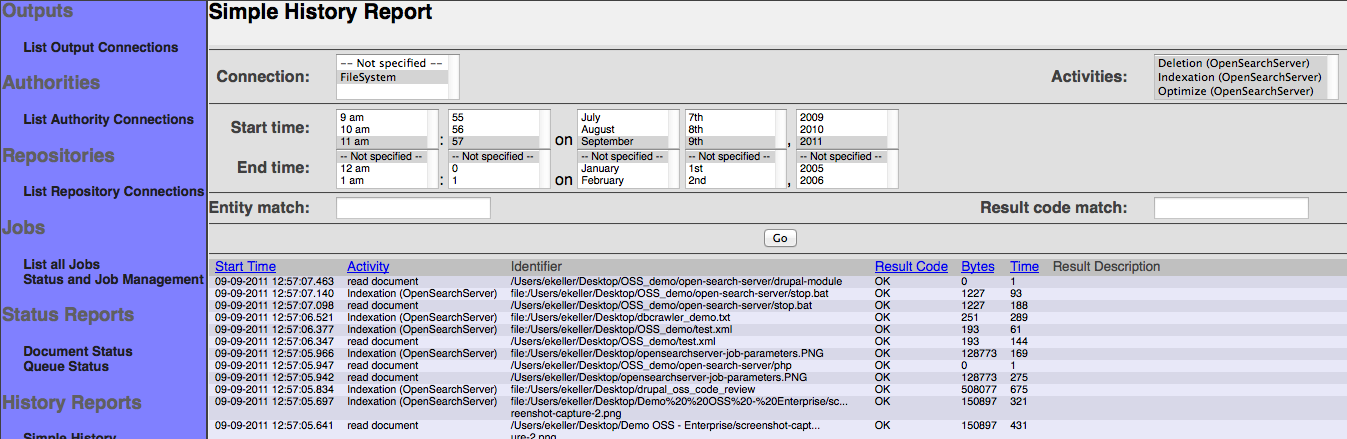 Outputs
List Output Connections
Authorities
List Authority Connections
Repositories
List Repository Connections
Jobs
List all Jobs
Status and Job Management
Status Reports
Document Status
Queue Status
History Reports
Simple History
Simple History Report
Connection: -- Not specified -- FileSystem
Activities: Deletion (OpenSearchServer) Indexation (OpenSearchServer) Optimize (OpenSearchServer)
9 am 55 July 7th 2009
Start time: 10 am 56 August 8th 2010
11 am : 57 on September 9th , 2011
-- Not specified -- -- Not specified -- -- Not specified -- -- Not specified -- -- Not specified --
End time: 12 am 0 January 1st 2005
1 am : 1 on February 2nd , 2006
Entity match: Result code match:
Go
Start Time Activity Identifier Result Code Bytes Time Result Description
09-09-2011 12:57:07.463 read document /Users/ekeller/Desktop/OSS_demo/open-search-server/drupal-module OK 0 1
09-09-2011 12:57:07.140 Indexation (OpenSearchServer) file:/Users/ekeller/Desktop/OSS_demo/open-search-server/stop.bat OK 1227 93
09-09-2011 12:57:07.098 read document /Users/ekeller/Desktop/OSS_demo/open-search-server/stop.bat OK 1227 188
09-09-2011 12:57:06.521 Indexation (OpenSearchServer) file:/Users/ekeller/Desktop/dbcrawler_demo.txt OK 251 289
09-09-2011 12:57:06.377 Indexation (OpenSearchServer) file:/Users/ekeller/Desktop/OSS_demo/test.xml OK 193 61
09-09-2011 12:57:06.347 read document /Users/ekeller/Desktop/OSS_demo/test.xml OK 193 144
09-09-2011 12:57:05.966 Indexation (OpenSearchServer) file:/Users/ekeller/Desktop/opensearchserver-job-parameters.PNG OK 128773 169
09-09-2011 12:57:05.947 read document /Users/ekeller/Desktop/OSS_demo/open-search-server/php OK 0 1
09-09-2011 12:57:05.942 read document /Users/ekeller/Desktop/opensearchserver-job-parameters.PNG OK 128773 275
09-09-2011 12:57:05.834 Indexation (OpenSearchServer) file:/Users/ekeller/Desktop/drupal_oss_code_review OK 508077 675
09-09-2011 12:57:05.697 Indexation (OpenSearchServer) file:/Users/ekeller/Desktop/Demo%20%20OSS%20-%20Enterprise/sc... OK 150897 321
reenshot-capture-2.png
09-09-2011 12:57:05.641 read document /Users/ekeller/Desktop/Demo OSS - Enterprise/screenshot-capt... OK 150897 431
ure-2.png